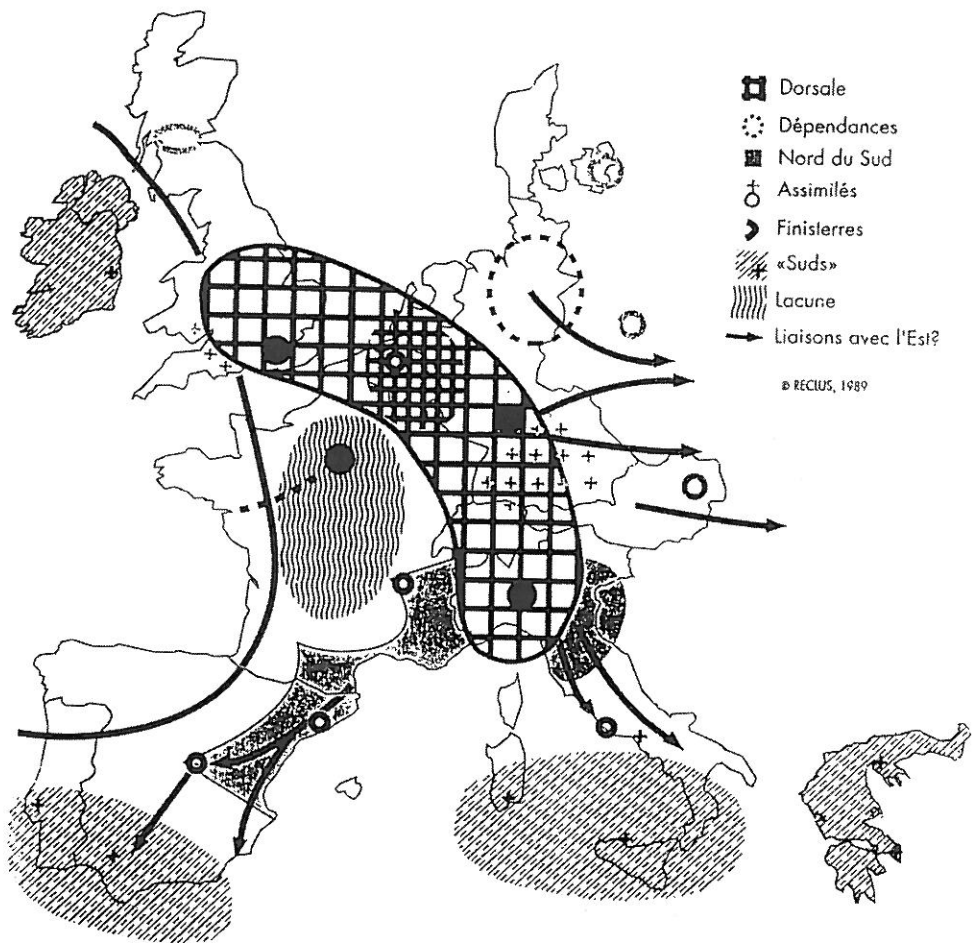 Dorsale
Dépendances
Nord du Sud
Assimilés
Finisterres
«Suds»
Lacune
Liaisons avec l'Est?
© RECLUS, 1989